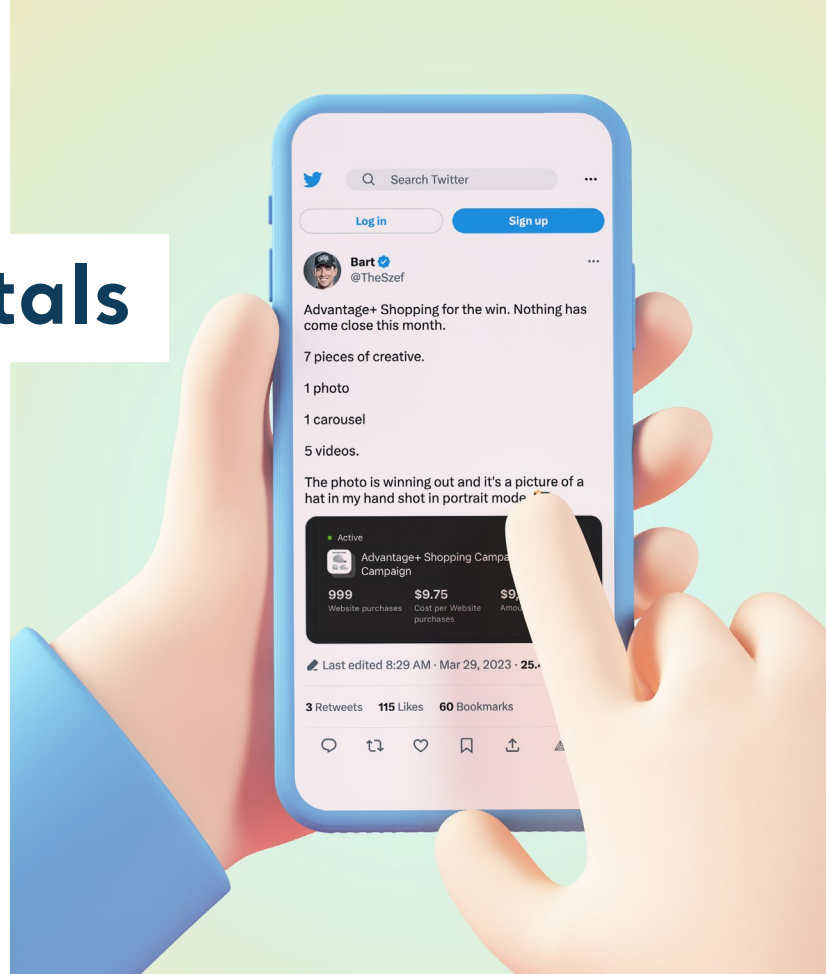 tals
Search Twitter
Log in
Sign up
Bart
@TheSzef
Advantage+ Shopping for the win. Nothing has
come close this month.
7 pieces of creative.
1 photo
1 carousel
5 videos.
The photo is winning out and it's a picture of a
hat in my hand shot in portrait mode
Active
Advantage+ Shopping
Campaign
999
$9.75
Website purchases
Cost per Website
purchases
Last edited 8:29 AM · Mar 29, 2023 ·
3 Retweets 115 Likes 60 Bookmarks